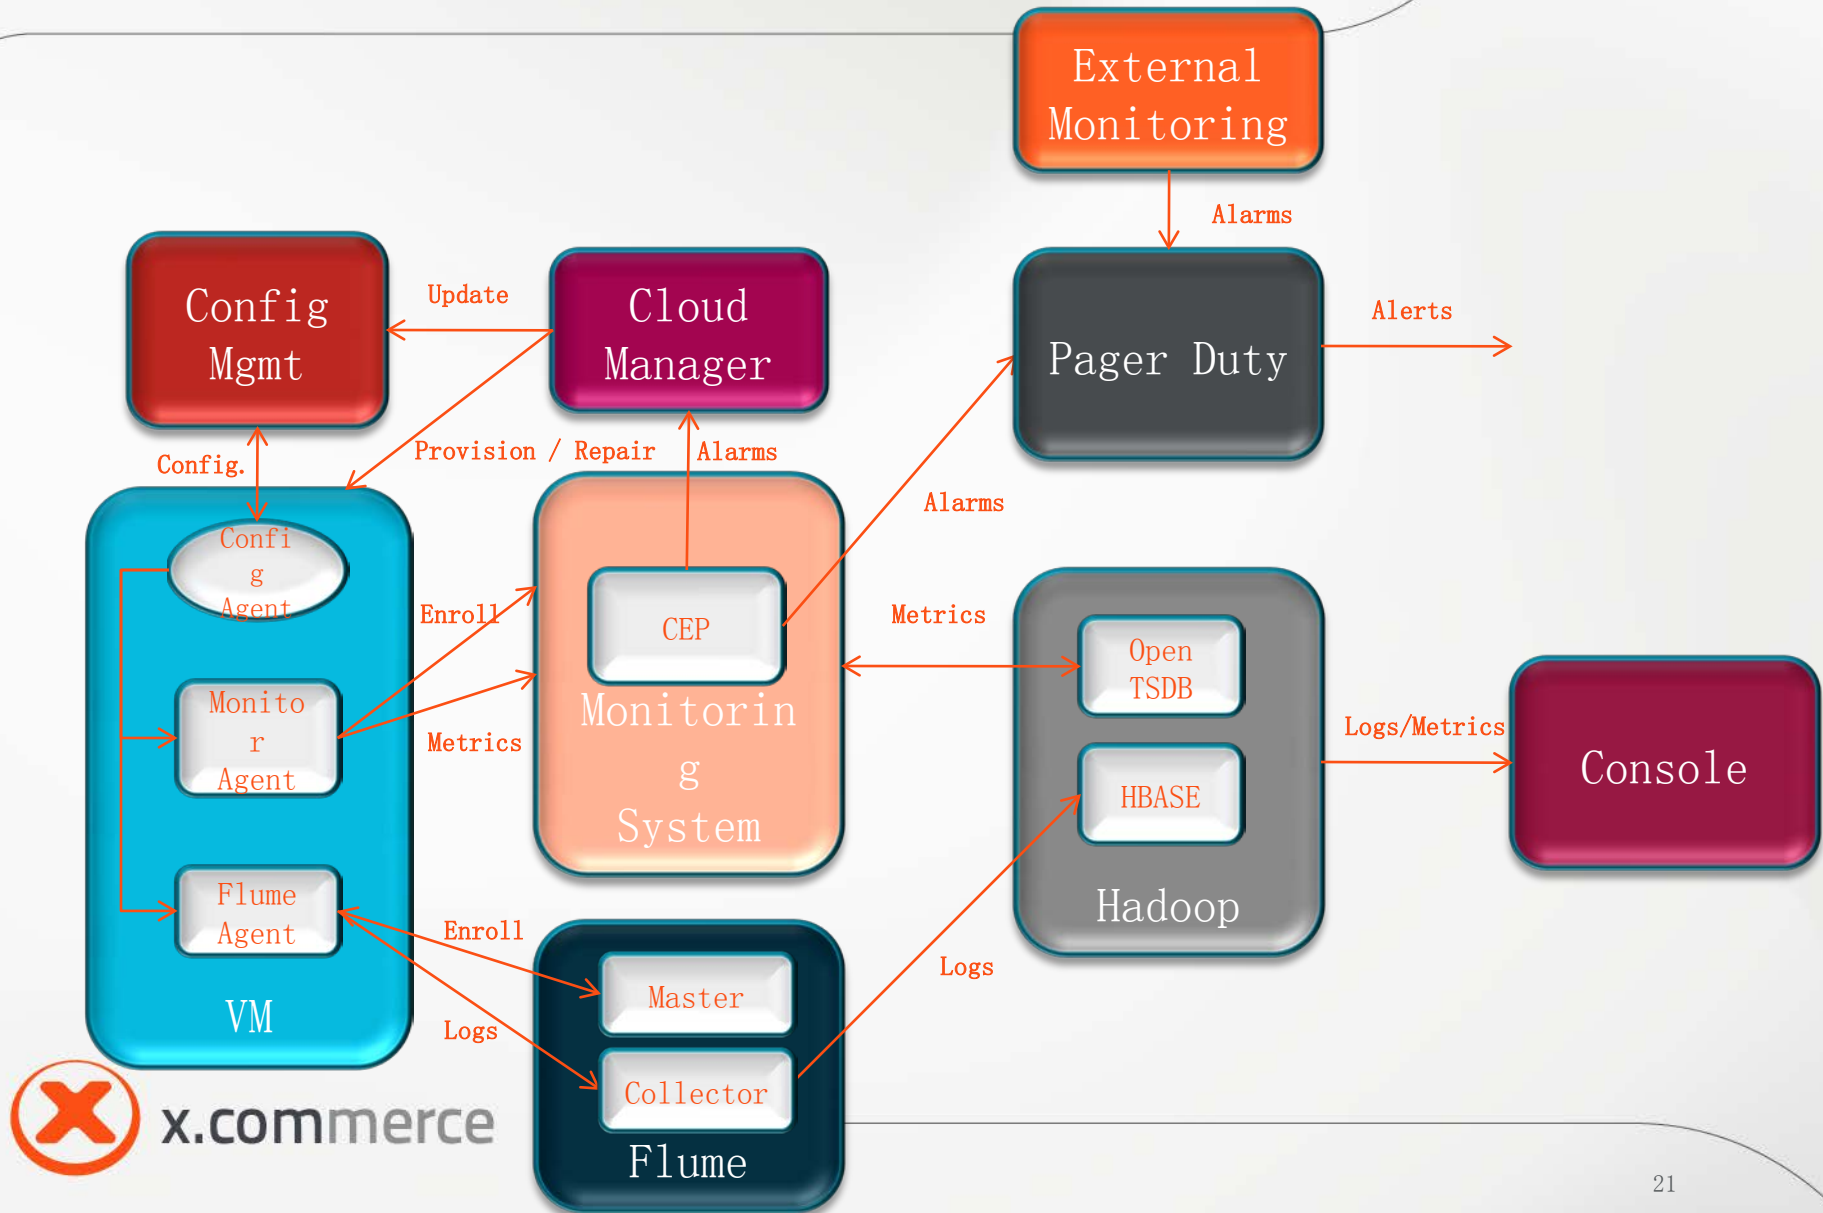 External
Monitoring
Alarms
Config
Mgmt
Update
Cloud
Manager
Pager Duty
Alerts
Config.
Provision / Repair
Alarms
Alarms
Confi
g
Agent
Enroll
CEP
Metrics
Open
TSDB
Monito
r
Agent
Metrics
Monitorin
g
System
HBASE
Logs/Metrics
Console
Flume
Agent
Hadoop
Enroll
Master
Logs
VM
Logs
Collector
Flume
x.commerce
21